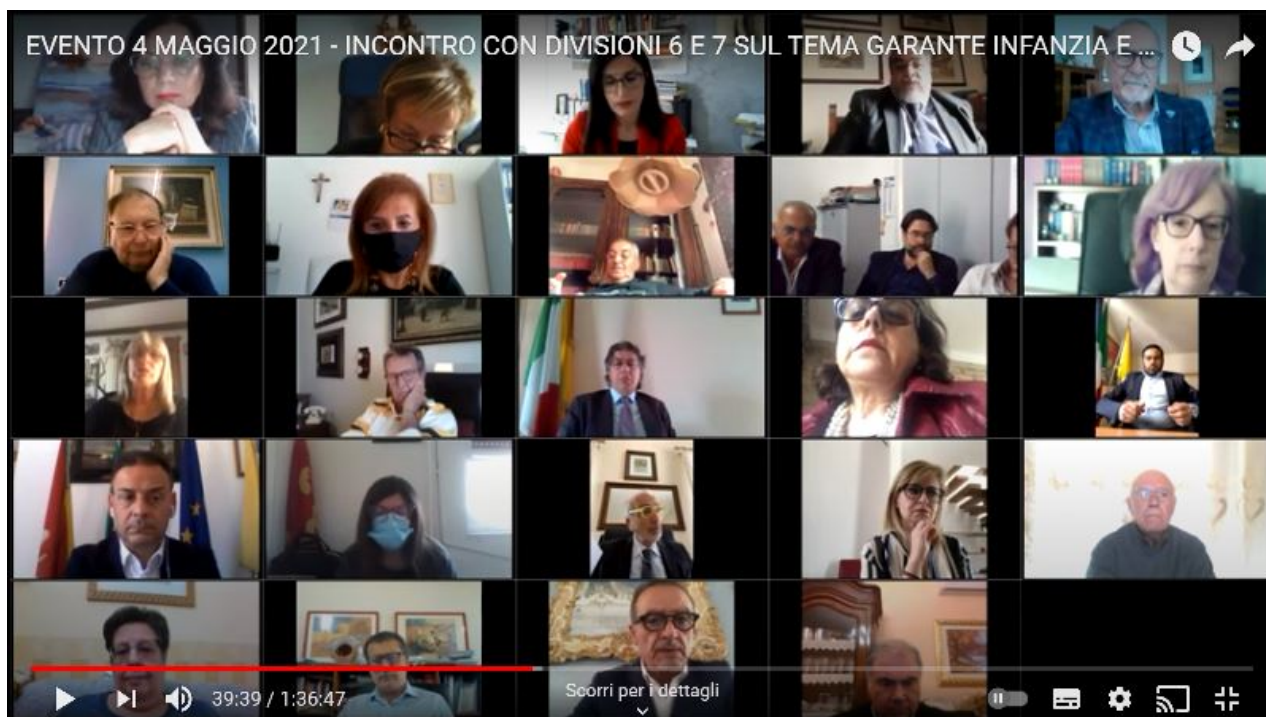 EVENTO 4 MAGGIO 2021 - INCONTRO CON DIVISIONI 6 E 7 SUL TEMA GARANTE INFANZIA E ...
39:39 / 1:36:47
Scorri per i dettagli